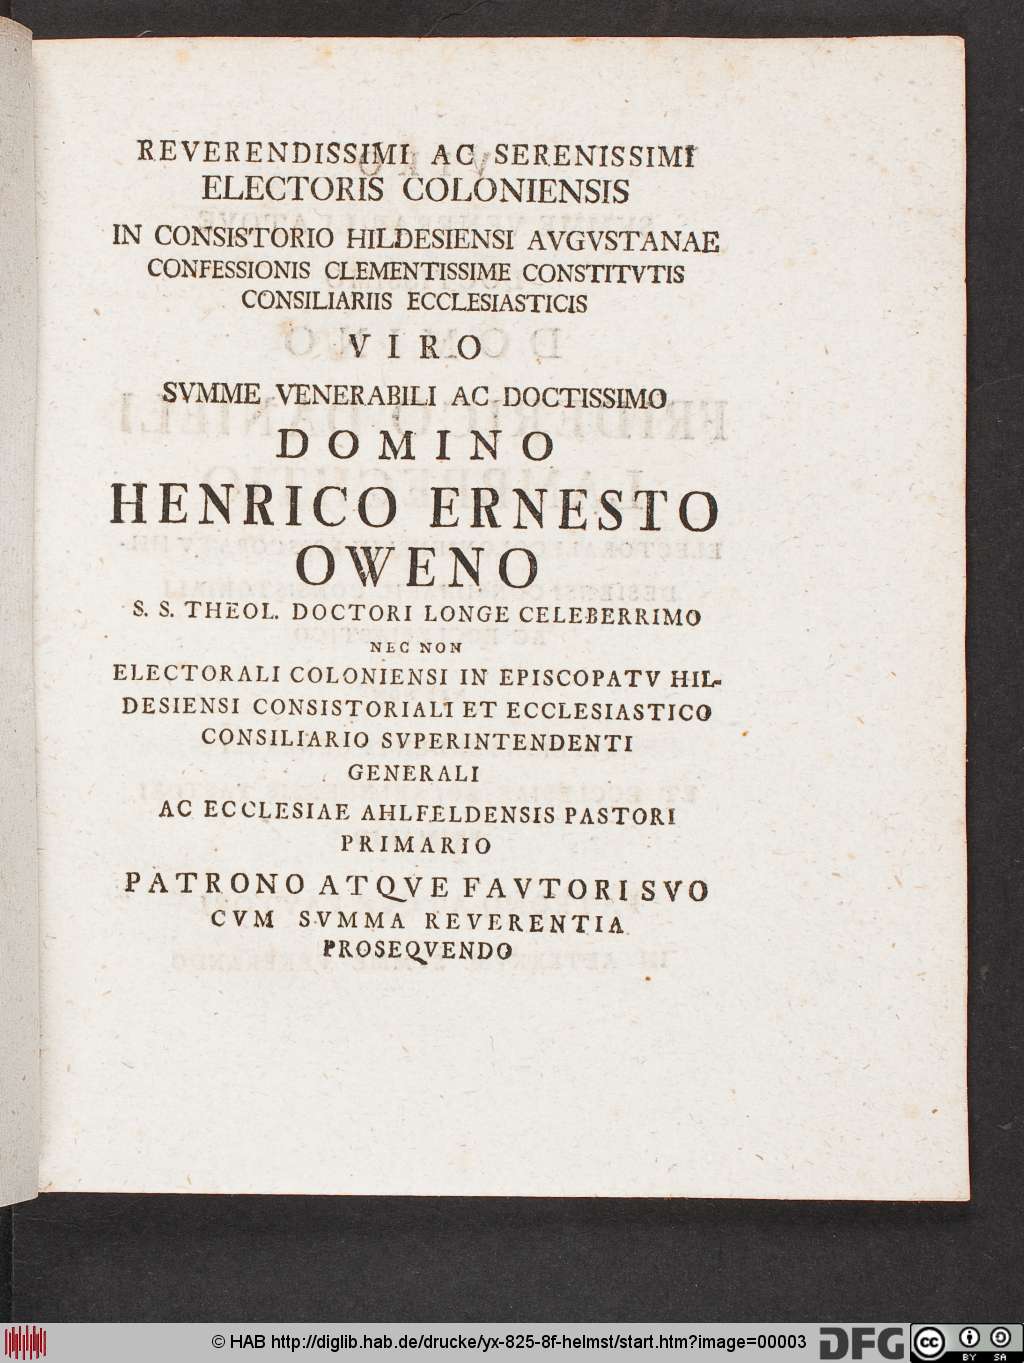 REVERENDISSIMI AC SERENISSIMI
ELECTORIS COLONIENSIS
IN CONSISTORIO HILDESIENSI AVGVSTANAE
CONFESSIONIS CLEMENTISSIME CONSTITVTIS
CONSILIARIIS ECCLESIASTICIS
VIRO
SVMME VENERABILI AC DOCTISSIMO
DOMINO
HENRICO ERNESTO
OWENO
S. S. THEOL. DOCTORI LONGE CELEBERRIMO
NEC NON
ELECTORALI COLONIENSI IN EPISCOPATV HIL-
DESIENSI CONSISTORIALI ET ECCLESIASTICO
CONSILIARIO SVPERINTENDENTI
GENERALI
AC ECCLESIAE AHLFELDENSIS PASTORI
PRIMARIO
PATRONO ATQVE FAVTORI SVO
CVM SVMMA REVERENTIA
PROSEQVENDO
© HAB http://diglib.hab.de/drucke/yx-825-8f-helmst/start.htm?image=00003
DFG
cc BY SA